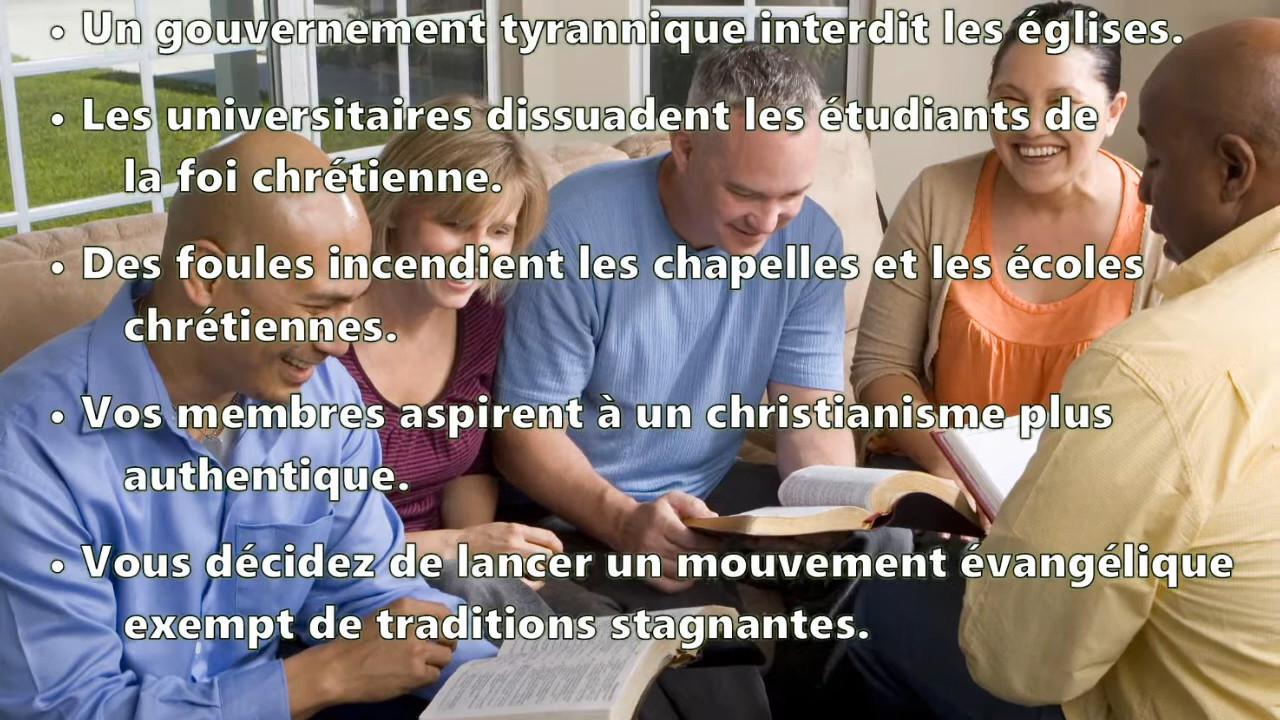 • Un gouvernement tyrannique interdit les églises.
• Les universitaires dissuadent les étudiants de
la foi chrétienne.
• Des foules incendient les chapelles et les écoles
chrétiennes.
• Vos membres aspirent à un christianisme plus
authentique.
• Vous décidez de lancer un mouvement évangélique
exempt de traditions stagnantes.